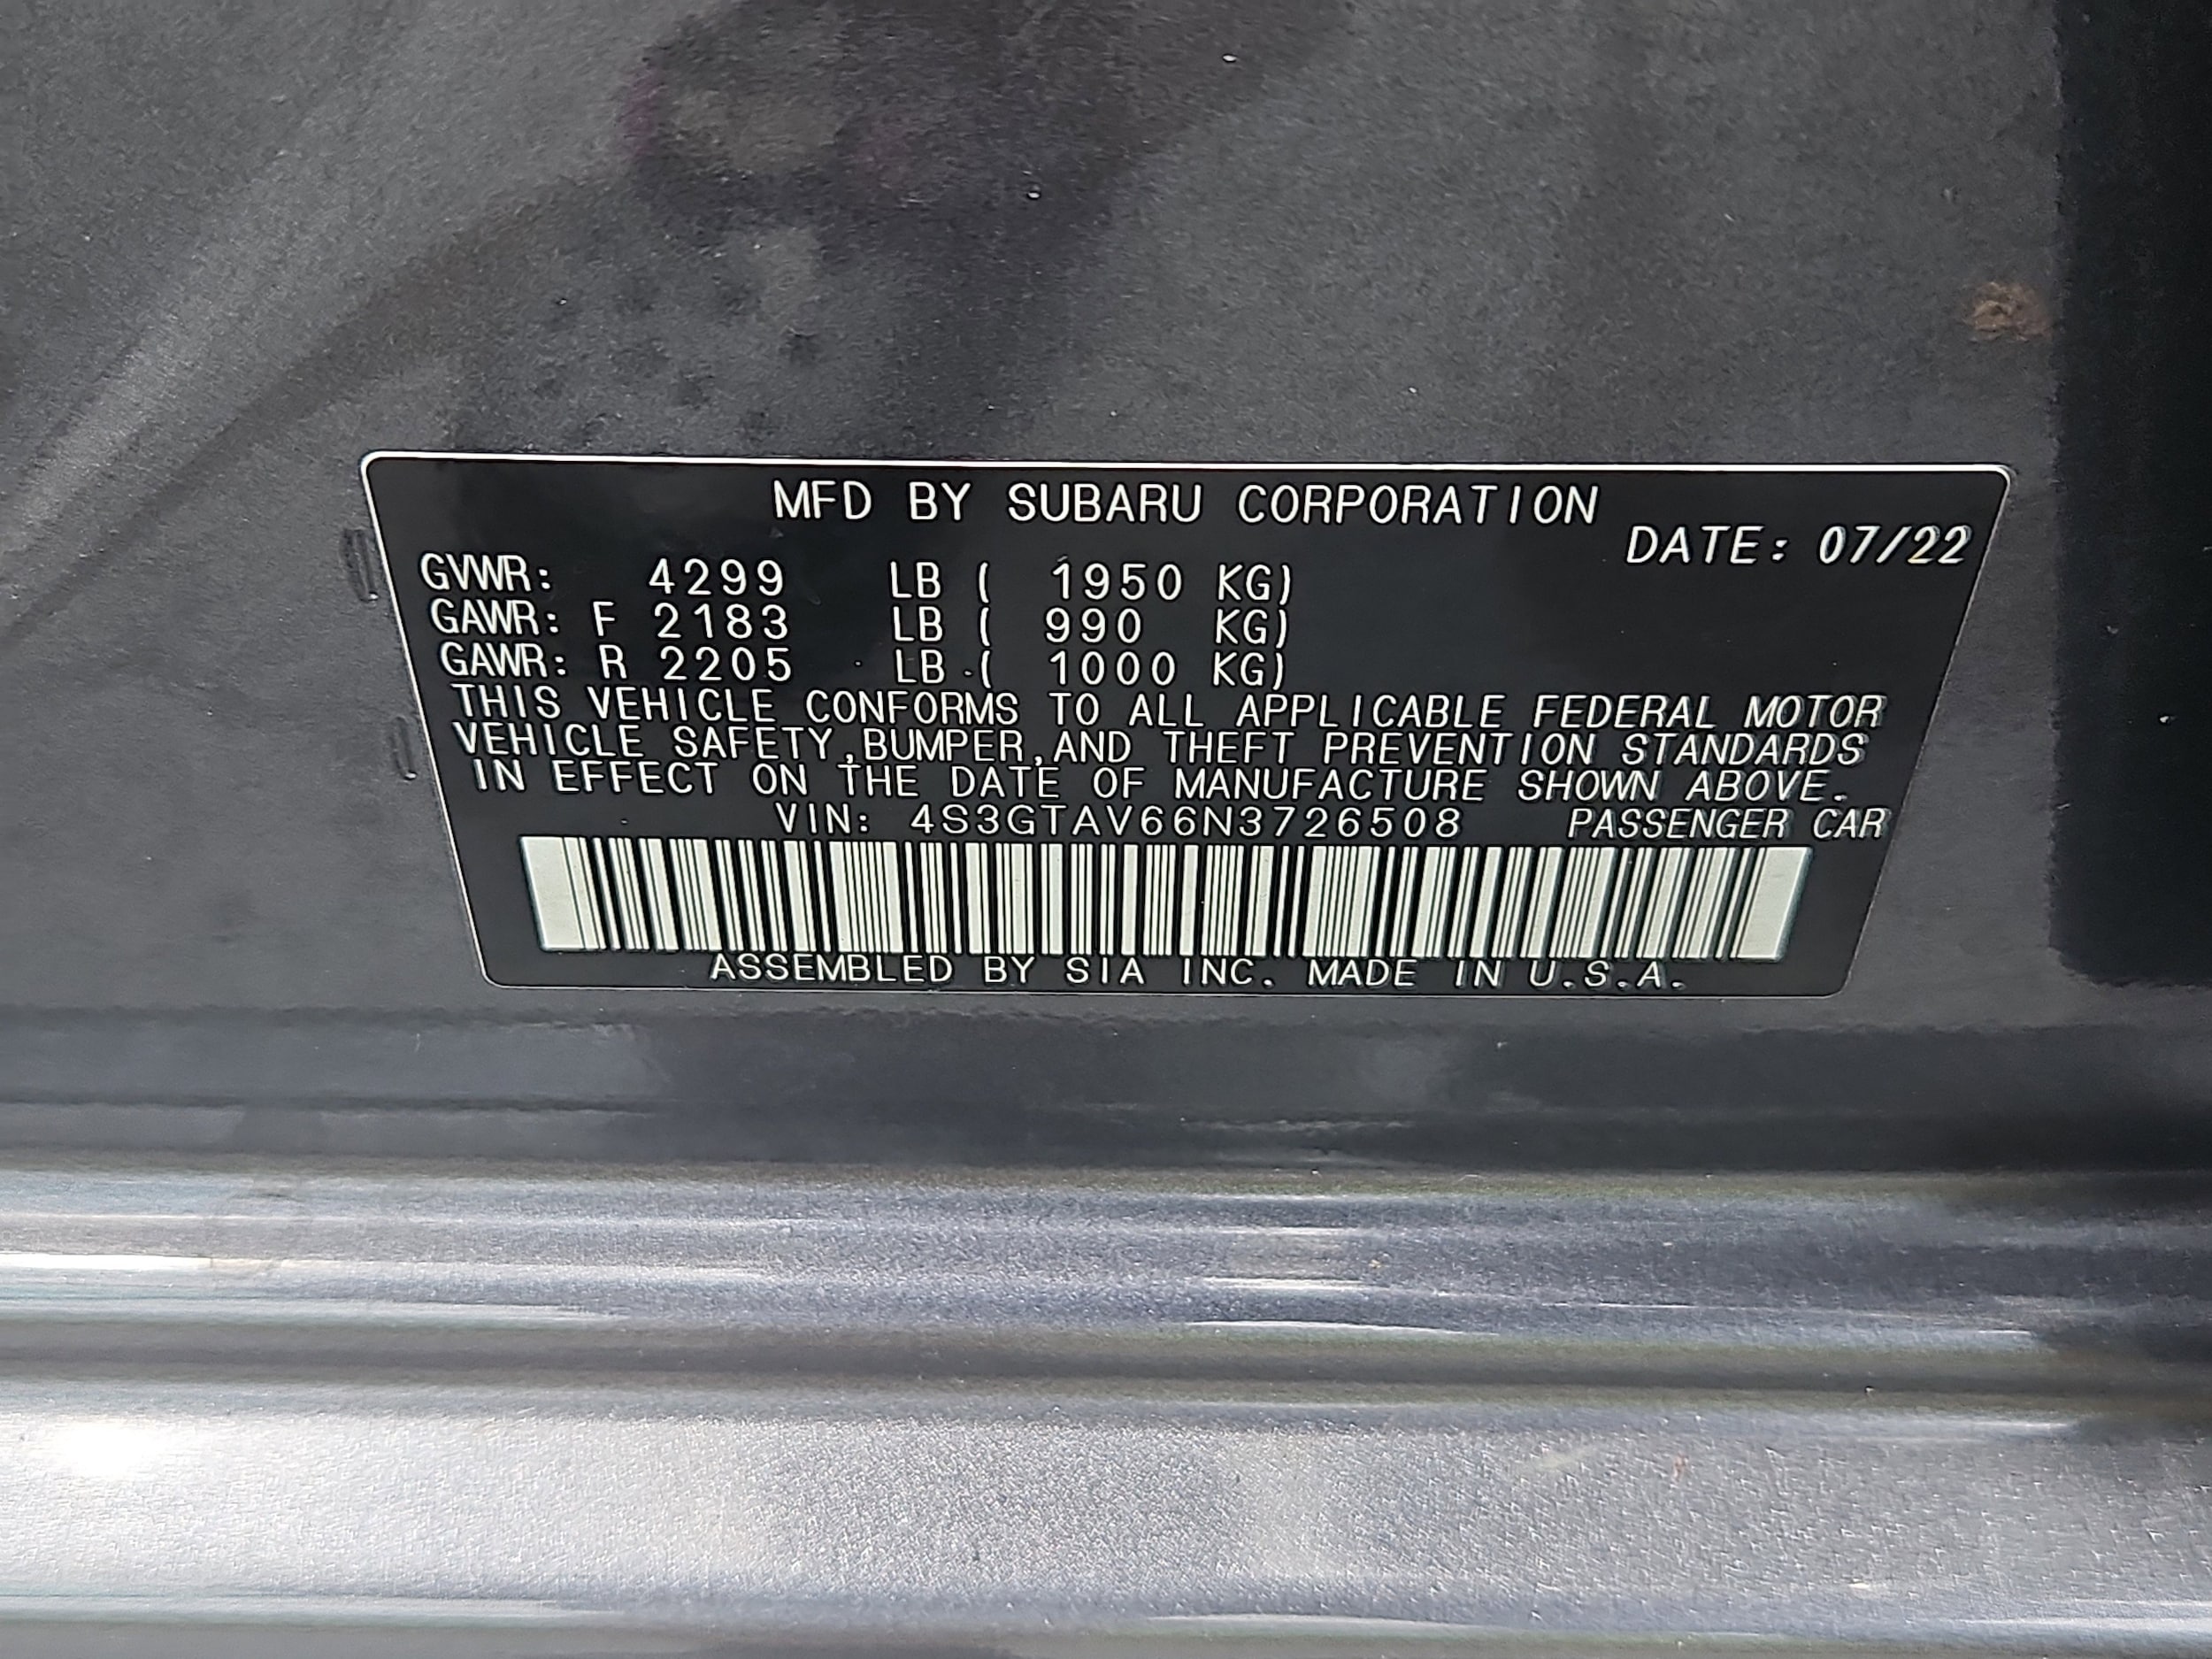 MFD BY SUBARU CORPORATION
DATE: 07/22
GVWR: 4299 LB ( 1950 KG)
GAWR: F 2183 LB ( 990 KG)
GAWR: R 2205 LB ( 1000 KG)
THIS VEHICLE CONFORMS TO ALL APPLICABLE FEDERAL MOTOR
VEHICLE SAFETY,BUMPER,AND THEFT PREVENTION STANDARDS
IN EFFECT ON THE DATE OF MANUFACTURE SHOWN ABOVE.
VIN: 4S3GTAV66N3726508 PASSENGER CAR
ASSEMBLED BY SIA INC. MADE IN U.S.A.